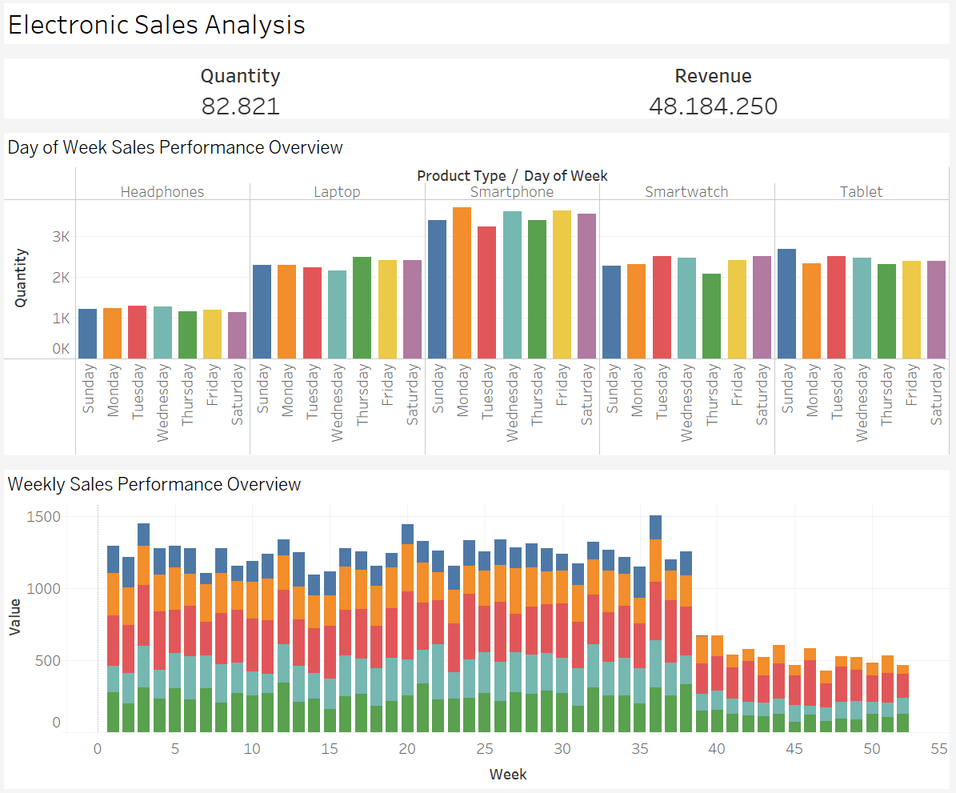 Electronic Sales Analysis
Quantity Revenue
82.821 48.184.250
Day of Week Sales Performance Overview
Product Type / Day of Week
Headphones Laptop Smartphone Smartwatch Tablet
Quantity
3K
2K
1K
0K
Sunday Monday Tuesday Wednesday Thursday Friday Saturday Sunday Monday Tuesday Wednesday Thursday Friday Saturday Sunday Monday Tuesday Wednesday Thursday Friday Saturday Sunday Monday Tuesday Wednesday Thursday Friday Saturday Sunday Monday Tuesday Wednesday Thursday Friday Saturday
Weekly Sales Performance Overview
Value
1500
1000
500
0
0 5 10 15 20 25 30 35 40 45 50 55
Week